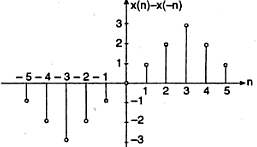 x(n)–x(–n)
3
2
1
–5 –4 –3 –2 –1
1 2 3 4 5 n
–1
–2
–3